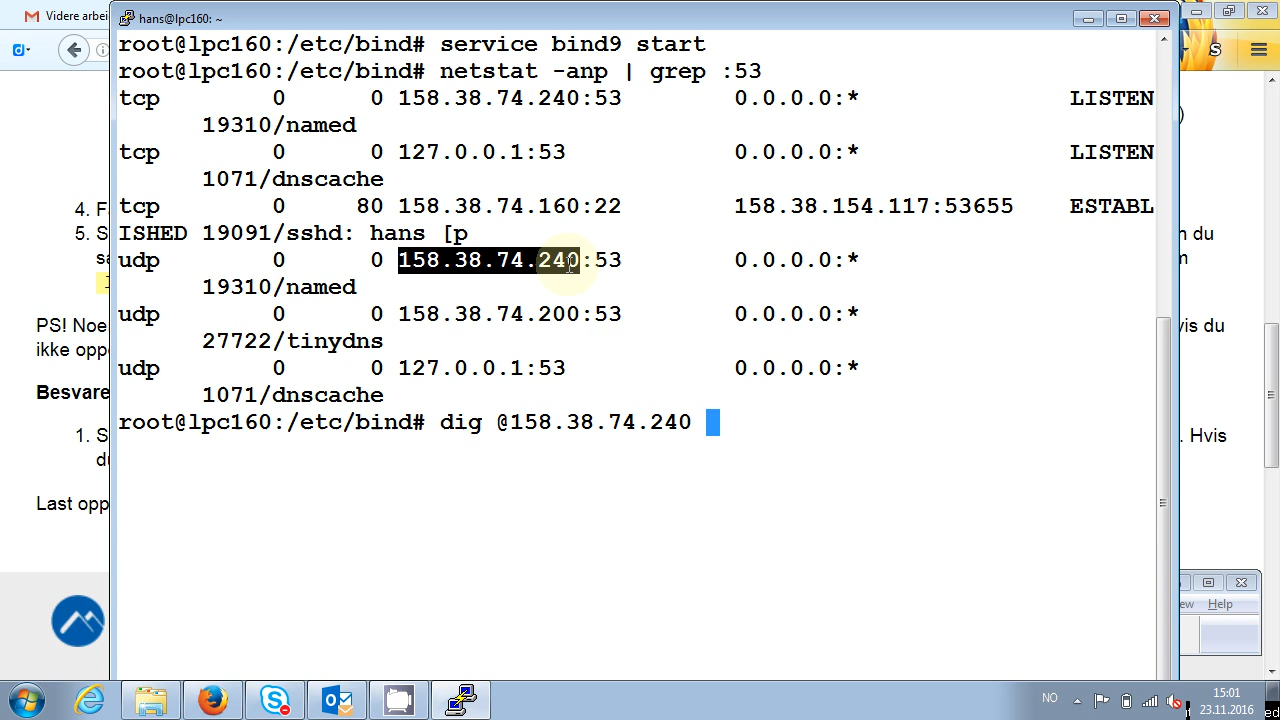 Videre arbei
hans@lpc160: ~
root@lpc160:/etc/bind# service bind9 start
root@lpc160:/etc/bind# netstat -anp | grep :53
tcp 0 0 158.38.74.240:53 0.0.0.0:* LISTEN
19310/named
tcp 0 0 127.0.0.1:53 0.0.0.0:* LISTEN
1071/dnscache
tcp 0 80 158.38.74.160:22 158.38.154.117:53655 ESTABL
ISHED 19091/sshd: hans [p
udp 0 0 158.38.74.240:53 0.0.0.0:*
19310/named
udp 0 0 158.38.74.200:53 0.0.0.0:*
27722/tinydns
udp 0 0 127.0.0.1:53 0.0.0.0:*
1071/dnscache
root@lpc160:/etc/bind# dig @158.38.74.240
4. F
5. S
n du
PS! Noe
vis du
ikke oppe
Besvare
1. S
. Hvis
du
Last opp
Help
NO
15:01
23.11.2016